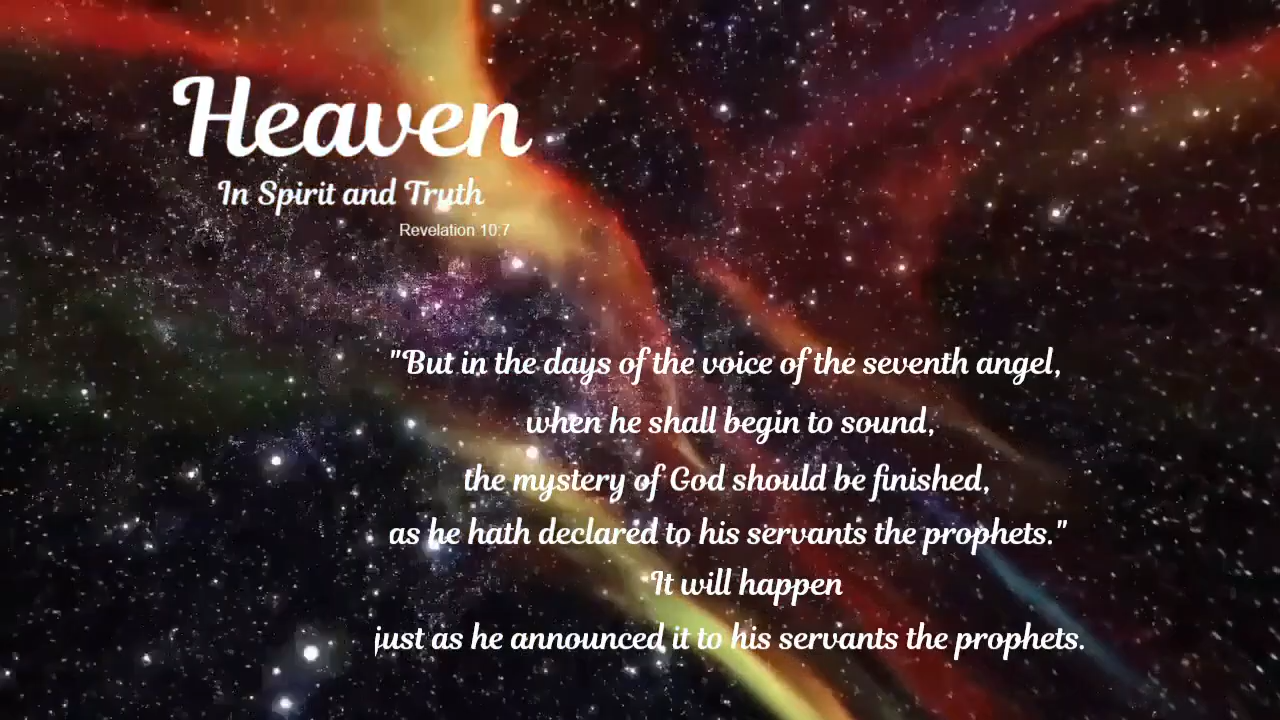 Heaven
In Spirit and Truth
Revelation 10:7
"But in the days of the voice of the seventh angel,
when he shall begin to sound,
the mystery of God should be finished,
as he hath declared to his servants the prophets."
It will happen
just as he announced it to his servants the prophets.